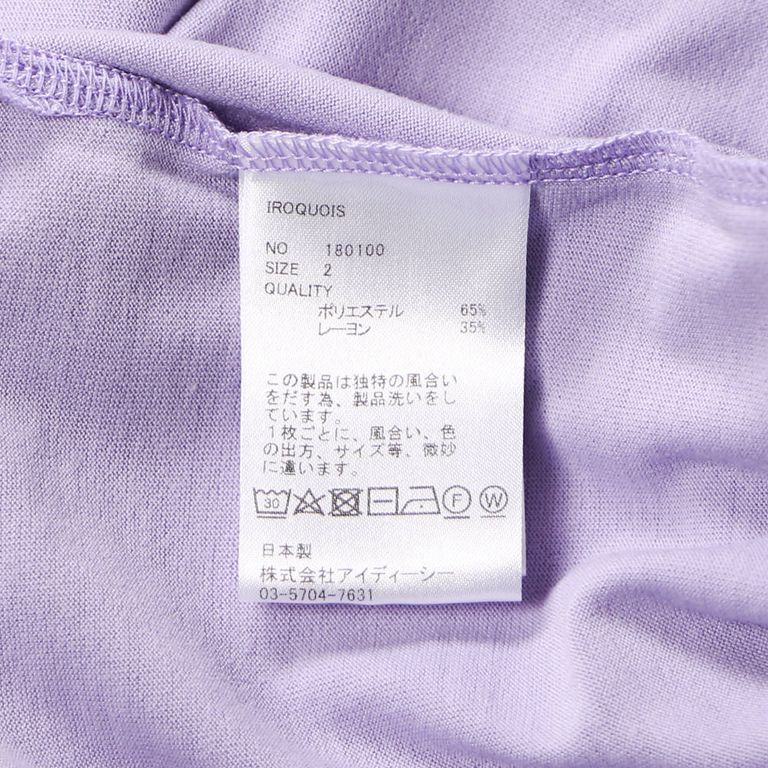 IROQUOIS
NO 180100
SIZE 2
QUALITY
ポリエステル 65%
レーヨン 35%
この製品は独特の風合い
をだす為、製品洗いをし
ています。
1枚ごとに、風合い、色
の出方、サイズ等、微妙
に違います。
30 F W
日本製
株式会社アイディーシー
03-5704-7631